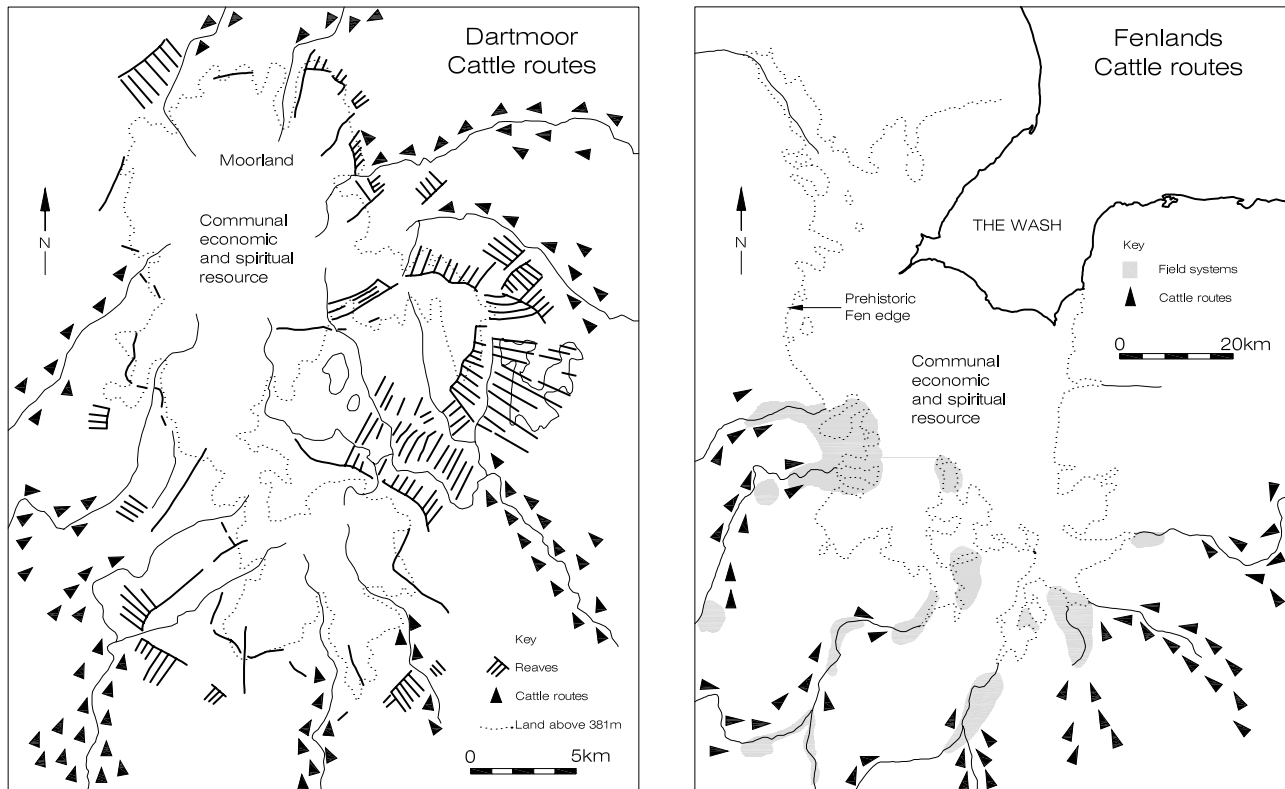 Dartmoor
Cattle routes
Moorland
N
Communal
economic
and spiritual
resource
Key
Reaves
Cattle routes
Land above 381m
0 5km
Fenlands
Cattle routes
N
THE WASH
Key
Field systems
Cattle routes
0 20km
Prehistoric
Fen edge
Communal
economic
and spiritual
resource